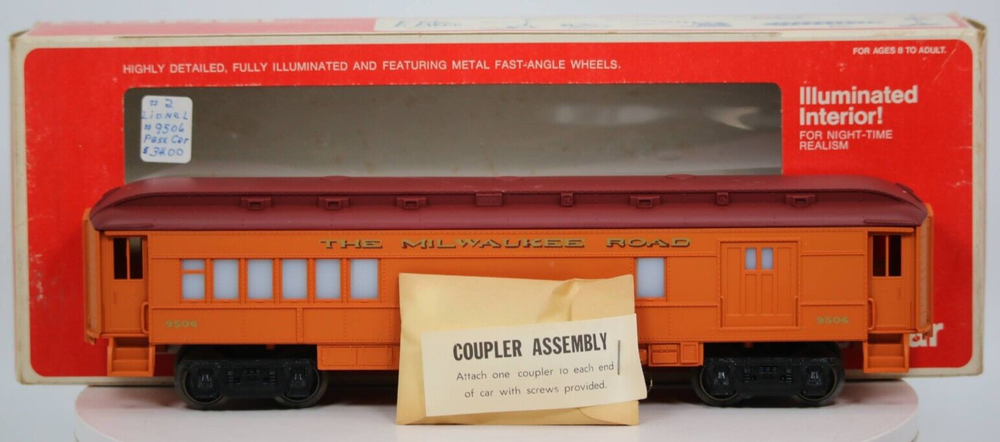 FOR AGES 8 TO ADULT.
HIGHLY DETAILED, FULLY ILLUMINATED AND FEATURING METAL FAST-ANGLE WHEELS.
Illuminated
Interior!
FOR NIGHT-TIME
REALISM
# 2
LIONEL
# 9506
Pass Car
THE MILWAUKEE ROAD
9506
9506
COUPLER ASSEMBLY
Attach one coupler to each end
of car with screws provided.
ar